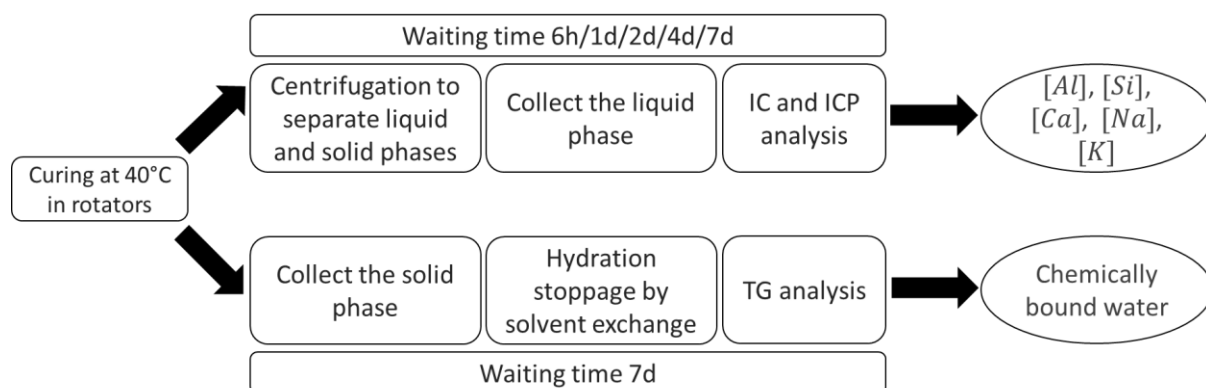 Waiting time 6h/1d/2d/4d/7d
Centrifugation to
separate liquid
and solid phases
Collect the liquid
phase
IC and ICP
analysis
[Al], [Si],
[Ca], [Na],
[K]
Curing at 40°C
in rotators
Collect the solid
phase
Hydration
stoppage by
solvent exchange
TG analysis
Chemically
bound water
Waiting time 7d